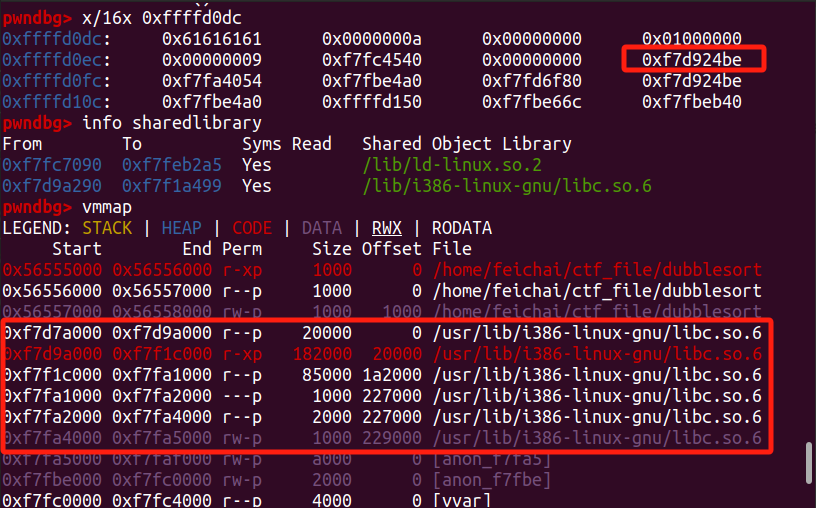 pwndbg> x/16x 0xffffd0dc
0xffffd0dc: 0x61616161 0x0000000a 0x00000000 0x01000000
0xffffd0ec: 0x00000009 0xf7fc4540 0x00000000 0xf7d924be
0xffffd0fc: 0xf7fa4054 0xf7fbe4a0 0xf7fd6f80 0xf7d924be
0xffffd10c: 0xf7fbe4a0 0xffffd150 0xf7fbe66c 0xf7fbeb40
pwndbg> info sharedlibrary
From To Syms Read Shared Object Library
0xf7fc7090 0xf7feb2a5 Yes /lib/ld-linux.so.2
0xf7d9a290 0xf7f1a499 Yes /lib/i386-linux-gnu/libc.so.6
pwndbg> vmmap
LEGEND: STACK | HEAP | CODE | DATA | RWX | RODATA
Start End Perm Size Offset File
0x56555000 0x56556000 r-xp 1000 0 /home/feichai/ctf_file/dubblesort
0x56556000 0x56557000 r--p 1000 0 /home/feichai/ctf_file/dubblesort
0x56557000 0x56558000 rw-p 1000 1000 /home/feichai/ctf_file/dubblesort
0xf7d7a000 0xf7d9a000 r--p 20000 0 /usr/lib/i386-linux-gnu/libc.so.6
0xf7d9a000 0xf7f1c000 r-xp 182000 20000 /usr/lib/i386-linux-gnu/libc.so.6
0xf7f1c000 0xf7fa1000 r--p 85000 1a2000 /usr/lib/i386-linux-gnu/libc.so.6
0xf7fa1000 0xf7fa2000 ---p 1000 227000 /usr/lib/i386-linux-gnu/libc.so.6
0xf7fa2000 0xf7fa4000 r--p 2000 227000 /usr/lib/i386-linux-gnu/libc.so.6
0xf7fa4000 0xf7fa5000 rw-p 1000 229000 /usr/lib/i386-linux-gnu/libc.so.6
0xf7fa5000 0xf7faf000 rw-p a000 0 [anon_f7fa5]
0xf7fbe000 0xf7fc0000 rw-p 2000 0 [anon_f7fbe]
0xf7fc0000 0xf7fc4000 r--p 4000 0 [vvar]